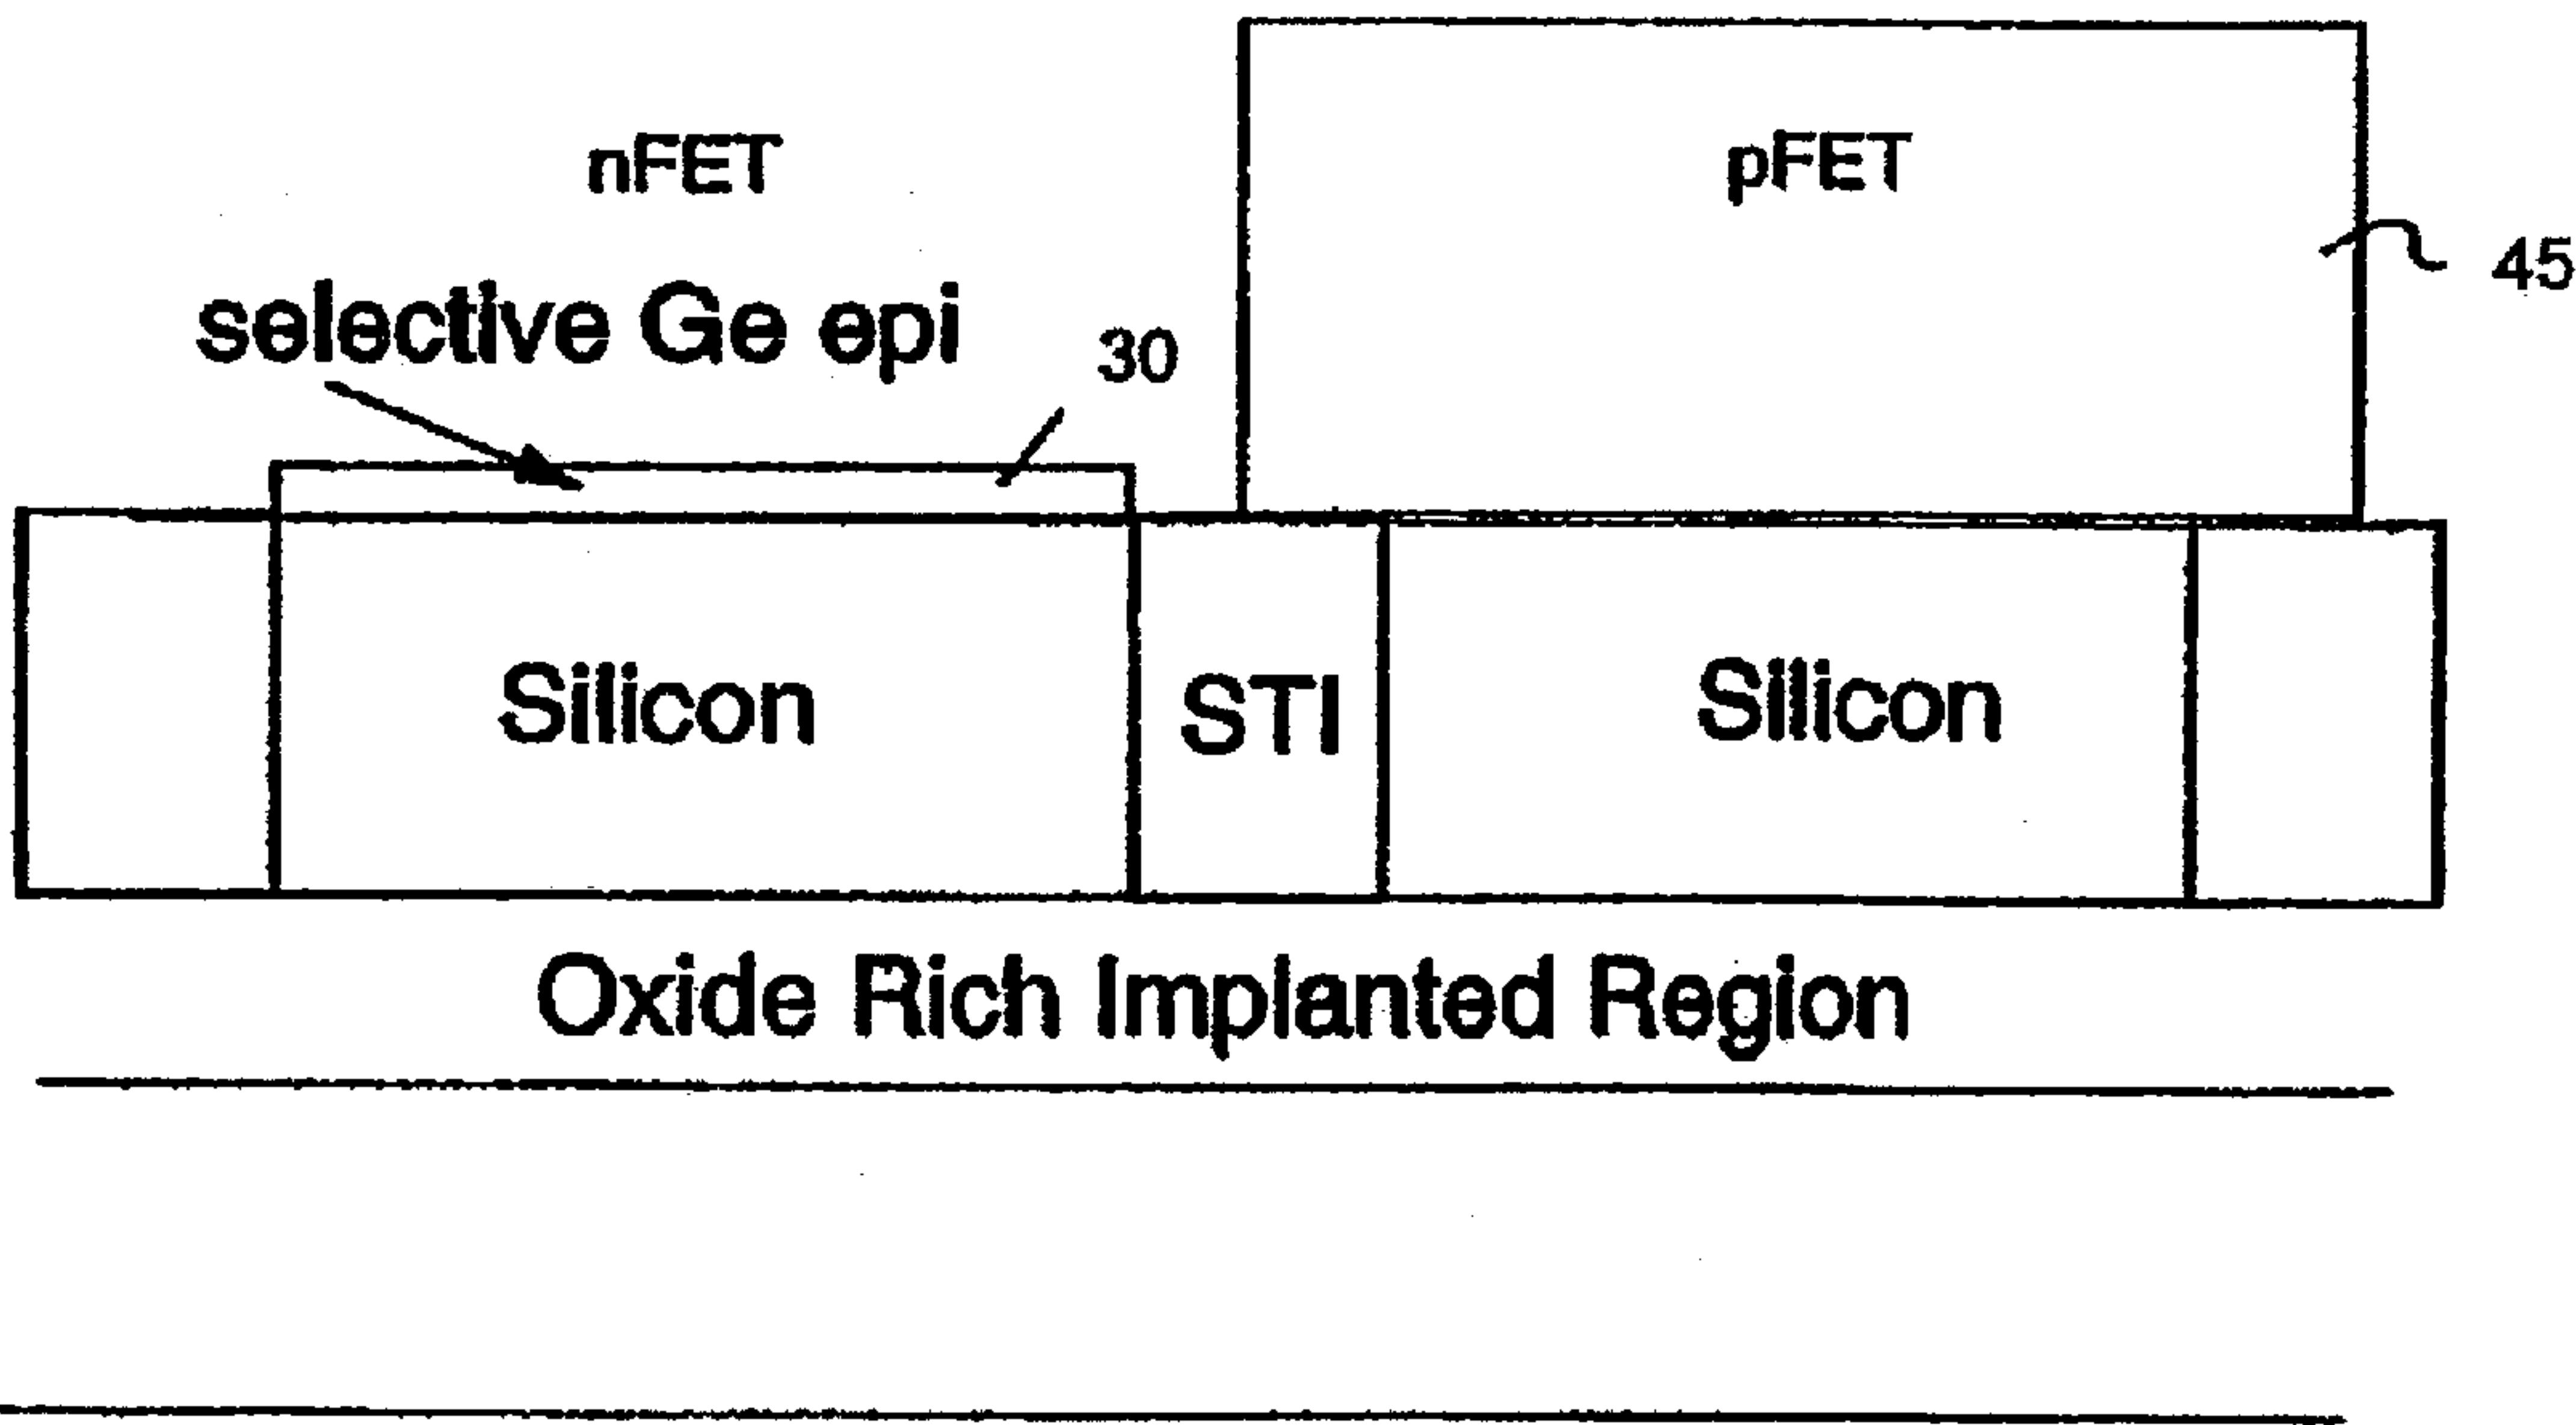 nFET
pFET
selective Ge epi
30
45
Silicon
STI
Silicon
Oxide Rich Implanted Region